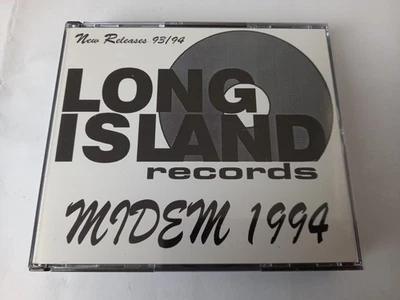 New Releases 93/94
LONG
ISLAND
records
MIDEM 1994